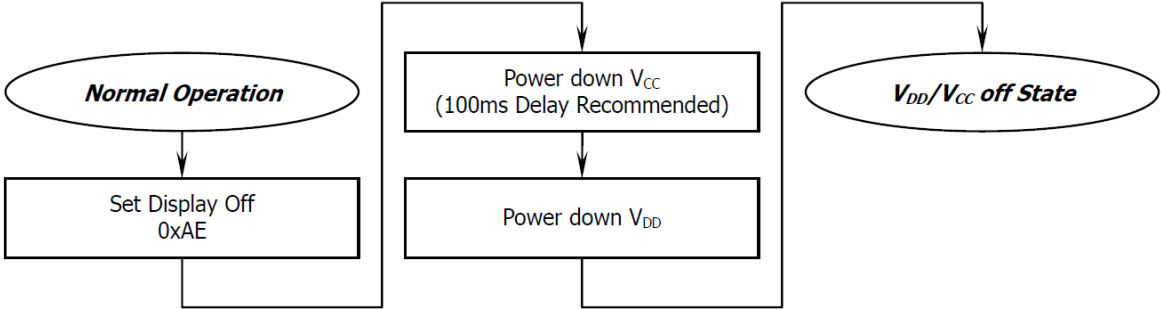 Normal Operation
Set Display Off
0xAE
Power down VCC
(100ms Delay Recommended)
Power down VDD
VDD/VCC off State